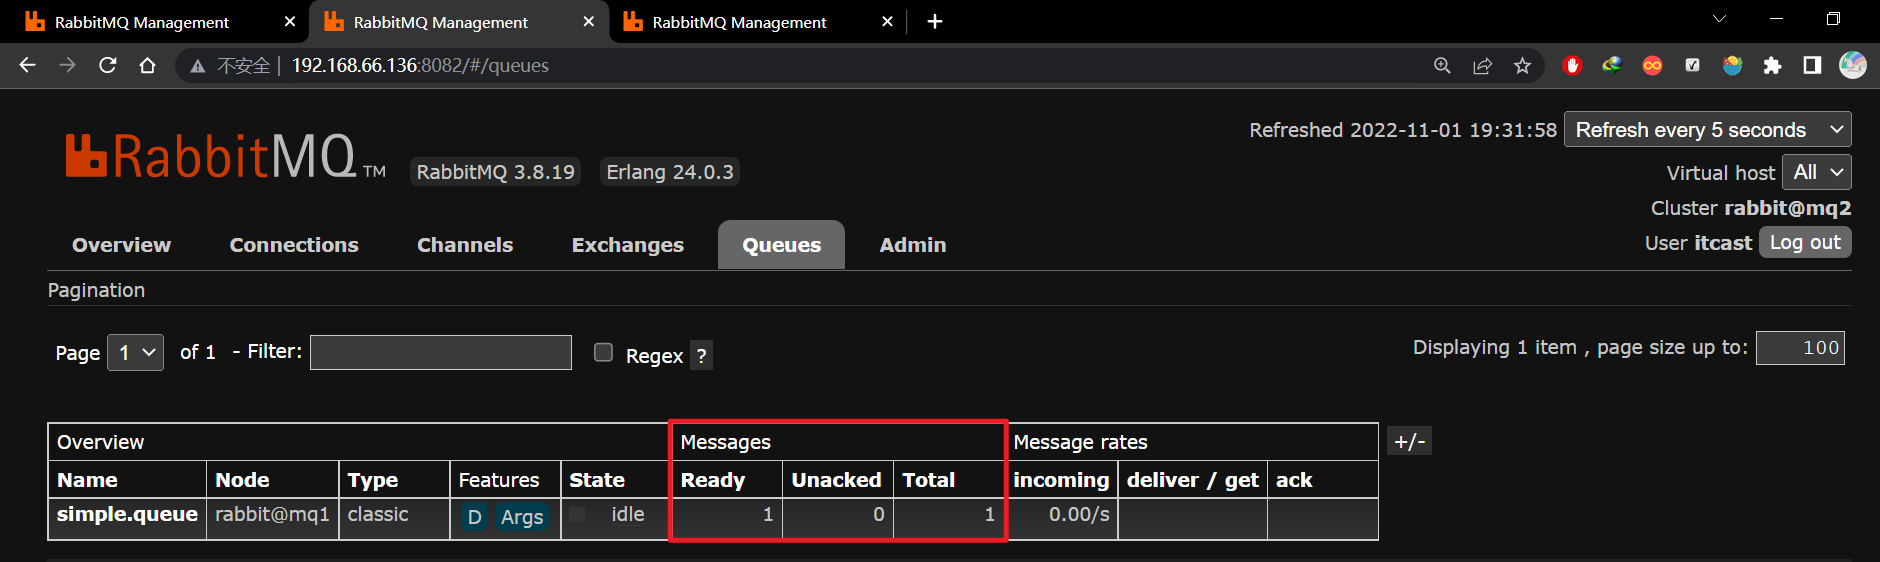 RabbitMQ Management
RabbitMQ Management
RabbitMQ Management
不安全 | 192.168.66.136:8082/#/queues
Refreshed 2022-11-01 19:31:58 Refresh every 5 seconds
RabbitMQ TM RabbitMQ 3.8.19 Erlang 24.0.3
Virtual host All
Cluster rabbit@mq2
User itcast Log out
Overview Connections Channels Exchanges Queues Admin
Pagination
Page 1 of 1 - Filter: Regex ?
Displaying 1 item , page size up to: 100
Overview Messages Message rates +/-
Name Node Type Features State Ready Unacked Total incoming deliver / get ack
simple.queue rabbit@mq1 classic D Args idle 1 0 1 0.00/s